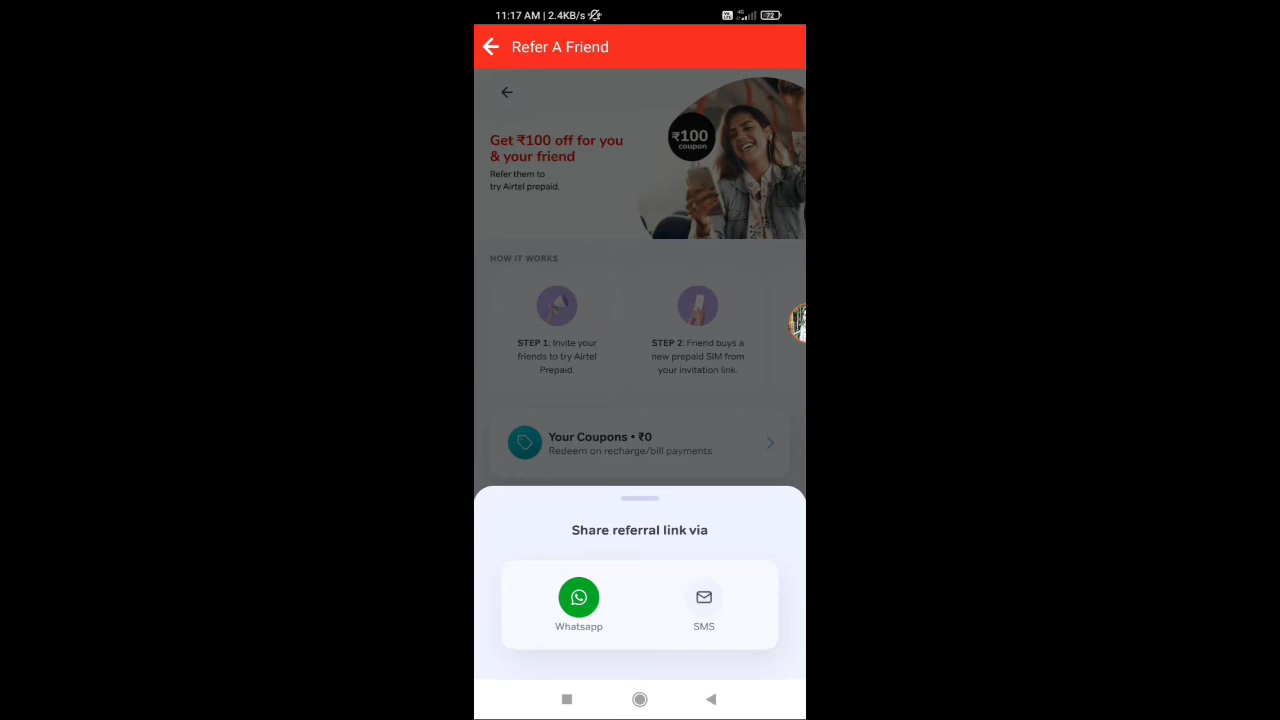 11:17 AM | 2.4KB/s
4G
72
Refer A Friend
Get ₹100 off for you
& your friend
Refer them to
try Airtel prepaid.
₹100
coupon
HOW IT WORKS
STEP 1: Invite your
friends to try Airtel
Prepaid.
STEP 2: Friend buys a
new prepaid SIM from
your invitation link.
Your Coupons • ₹0
Redeem on recharge/bill payments
Share referral link via
Whatsapp
SMS